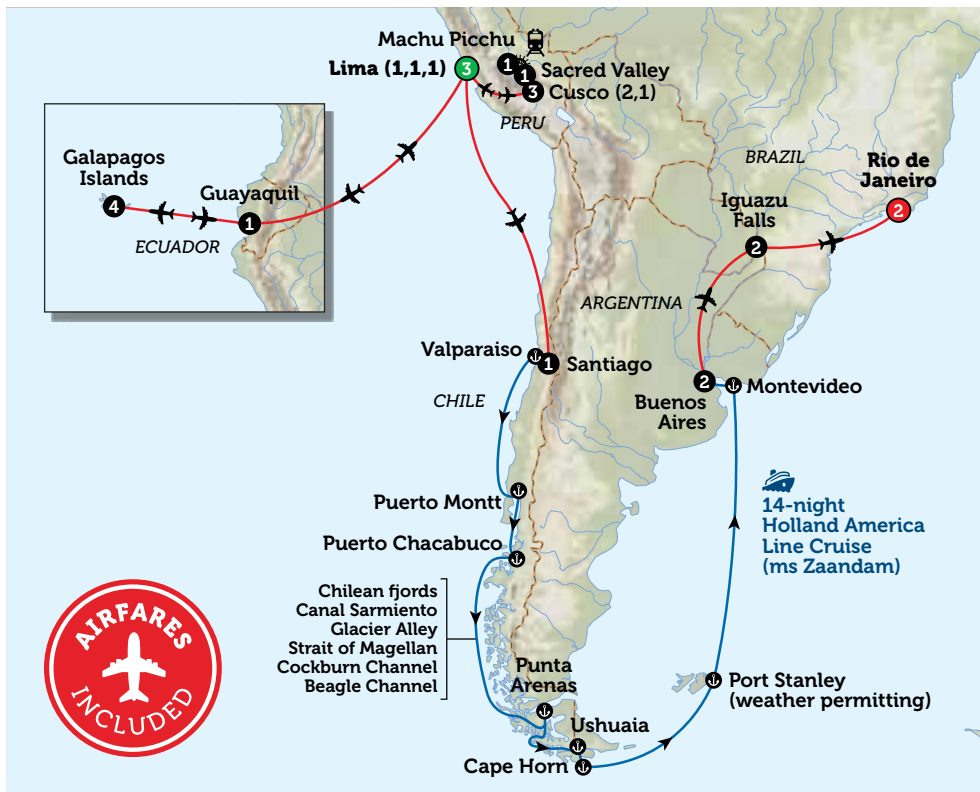 Machu Picchu
1
Lima (1,1,1)
3
1
Sacred Valley
3
Cusco (2,1)
PERU
BRAZIL
Rio de
Janeiro
2
Galapagos
Islands
4
Guayaquil
1
ECUADOR
Iguazu
Falls
2
ARGENTINA
Valparaiso
1
Santiago
CHILE
2
Buenos
Aires
Montevideo
Puerto Montt
Puerto Chacabuco
14-night
Holland America
Line Cruise
(ms Zaandam)
Chilean fjords
Canal Sarmiento
Glacier Alley
Strait of Magellan
Cockburn Channel
Beagle Channel
AIRFARES
INCLUDED
Punta
Arenas
Port Stanley
(weather permitting)
Ushuaia
Cape Horn